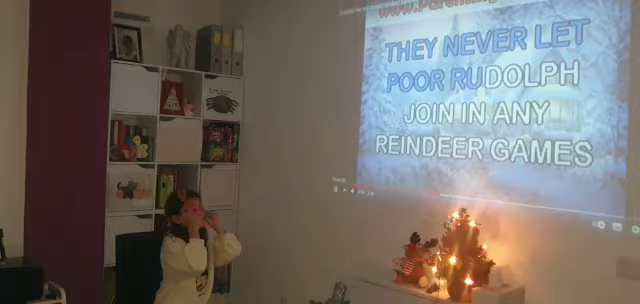 THEY NEVER LET
POOR RUDOLPH
JOIN IN ANY
REINDEER GAMES